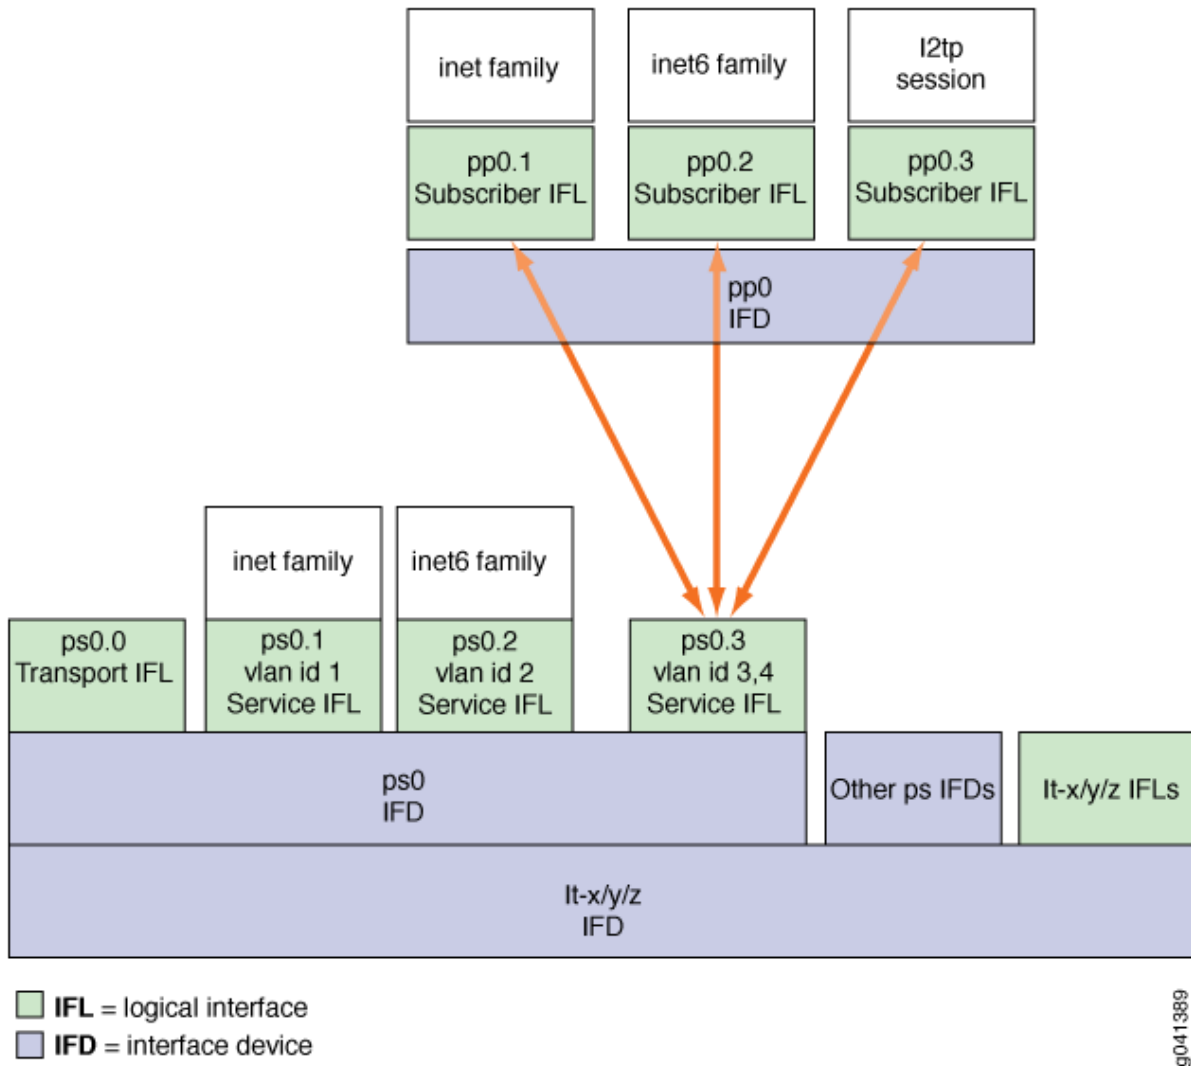 inet family
inet6 family
l2tp
session
pp0.1
Subscriber IFL
pp0.2
Subscriber IFL
pp0.3
Subscriber IFL
pp0
IFD
inet family
inet6 family
ps0.0
Transport IFL
ps0.1
vlan id 1
Service IFL
ps0.2
vlan id 2
Service IFL
ps0.3
vlan id 3,4
Service IFL
ps0
IFD
Other ps IFDs
lt-x/y/z IFLs
lt-x/y/z
IFD
IFL = logical interface
IFD = interface device
g041389